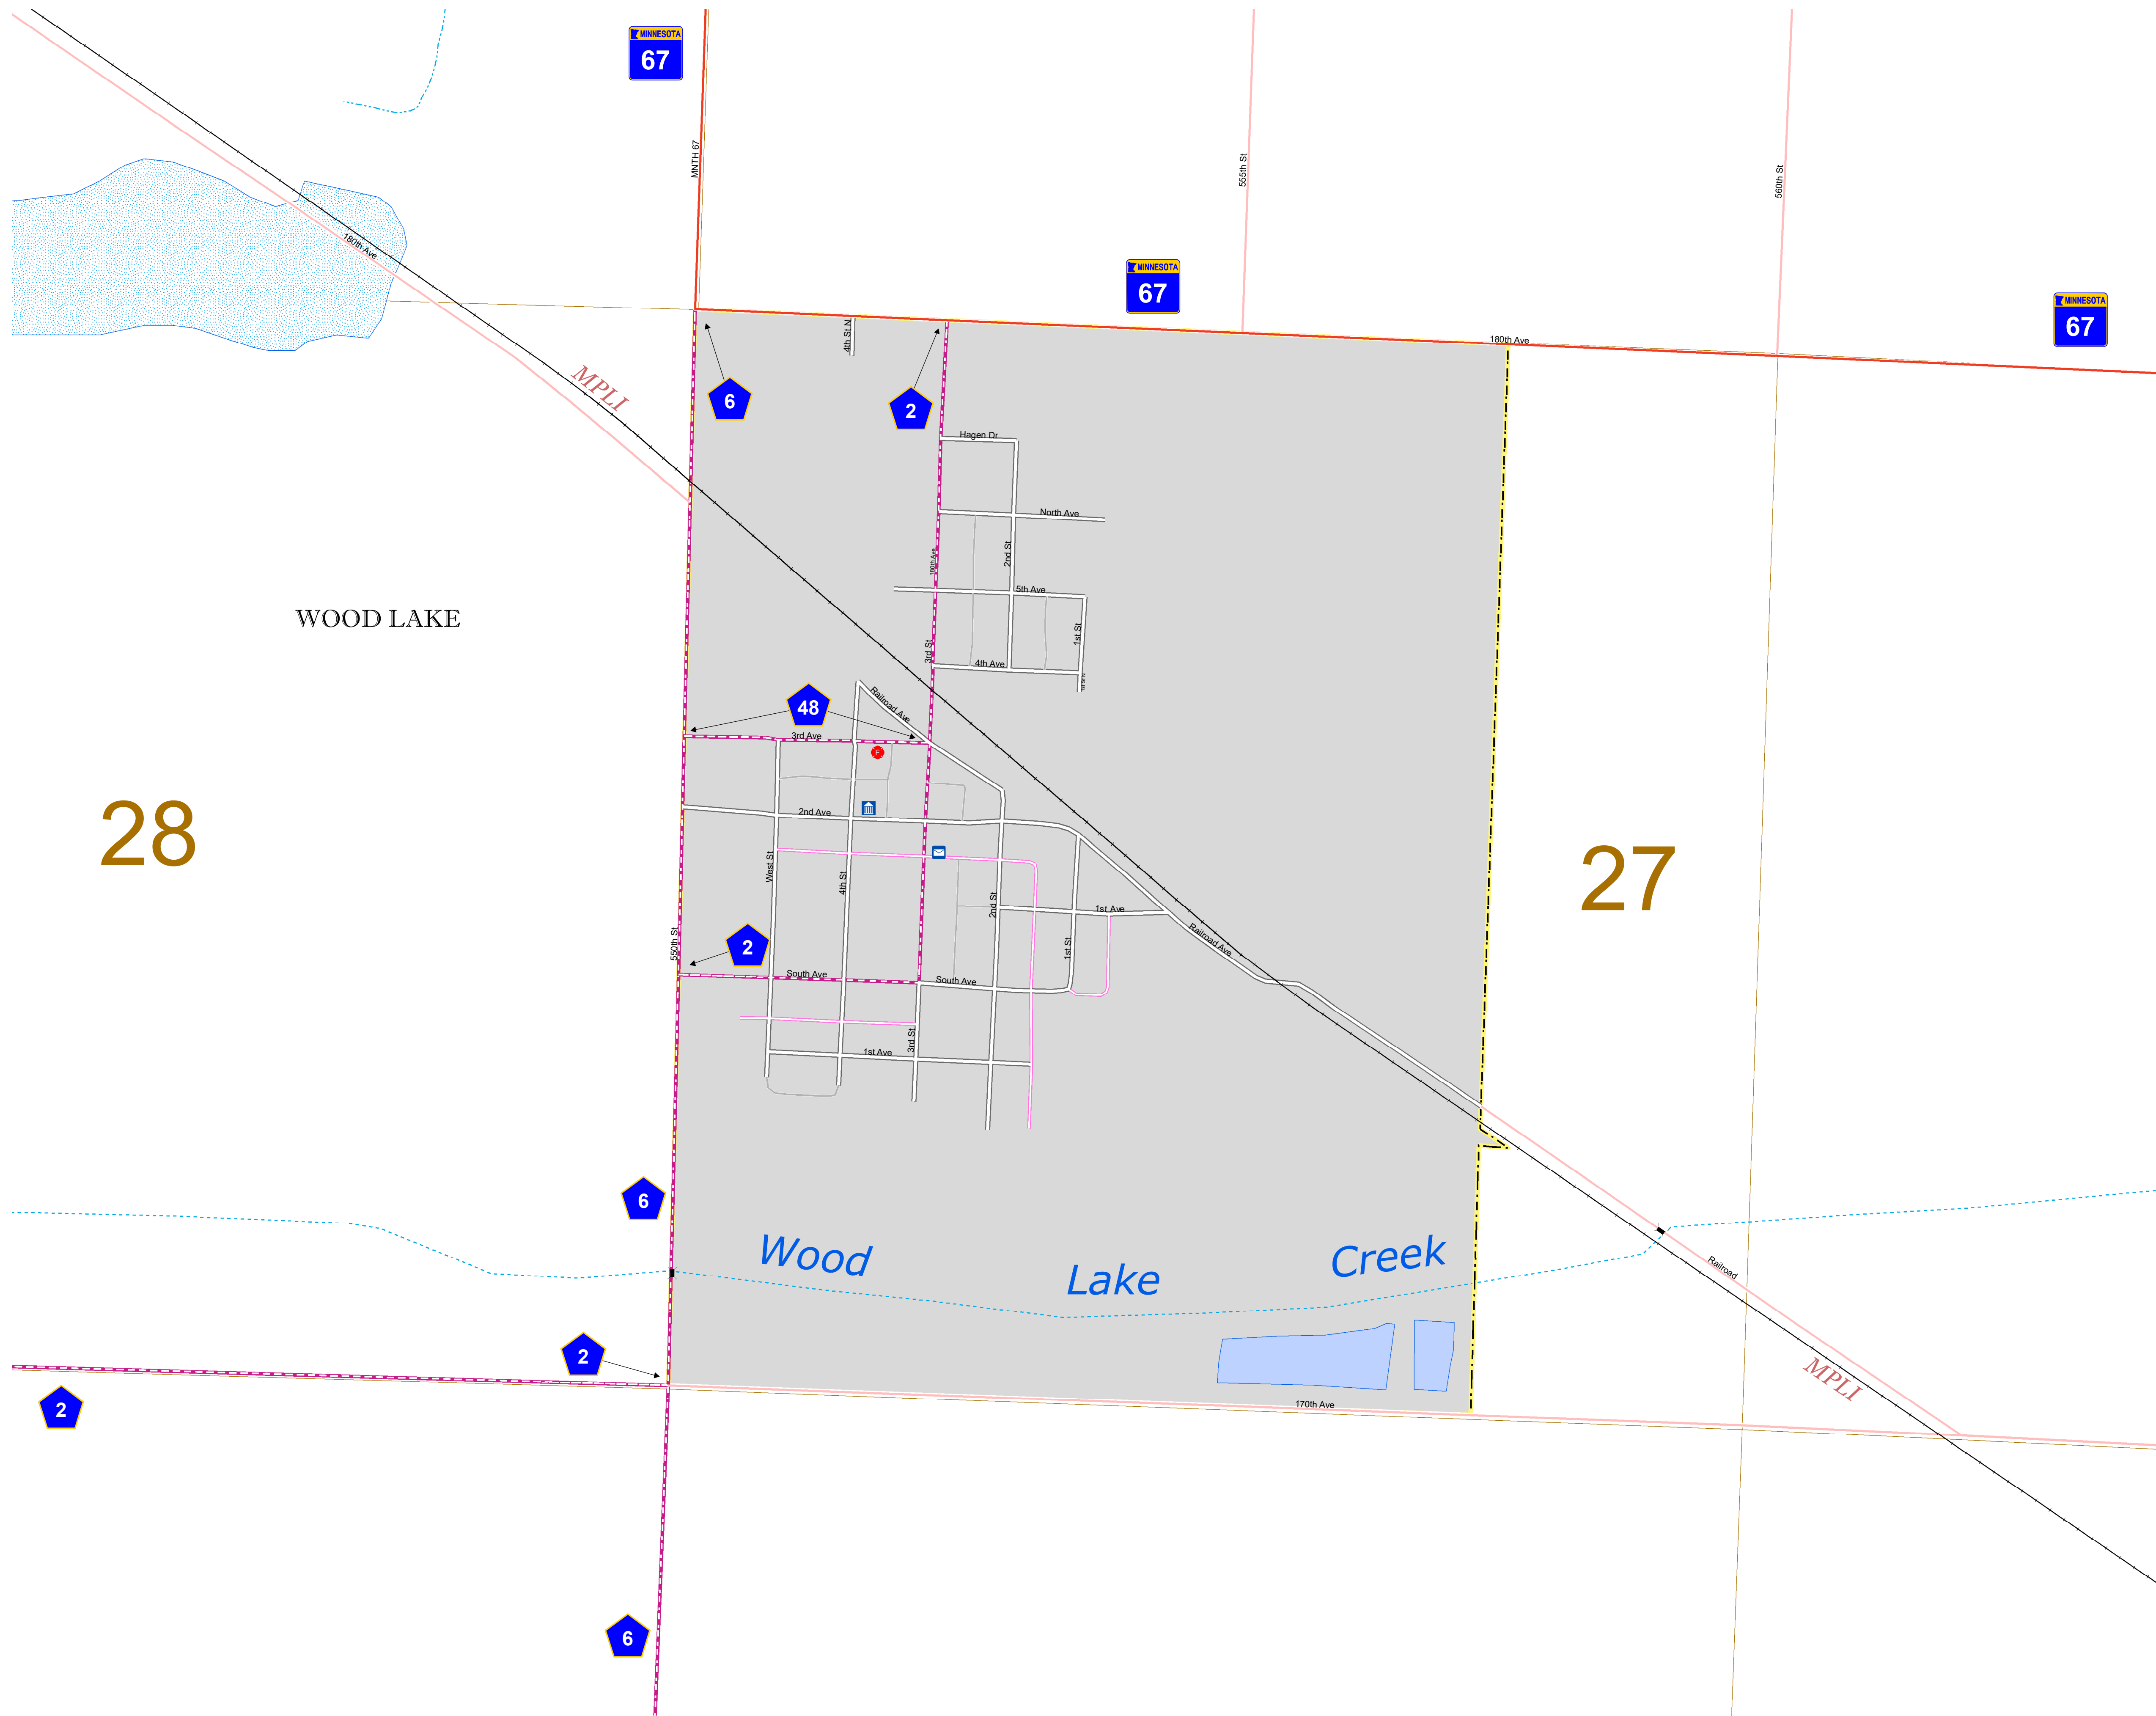 MINNESOTA
67
MNTH 67
555th St
560th St
180th Ave
MINNESOTA
67
MINNESOTA
67
180th Ave
4th St N
MPLI
6
2
Hagen Dr
North Ave
2nd St
180th Ave
5th Ave
WOOD LAKE
1st St
3rd St
4th Ave
1st St N
Railroad Ave
48
3rd Ave
F
2nd Ave
28
27
West St
4th St
2nd St
1st Ave
550th St
2
1st St
Railroad Ave
South Ave
South Ave
3rd St
1st Ave
6
Wood
Lake
Creek
Railroad
2
2
170th Ave
MPLI
6